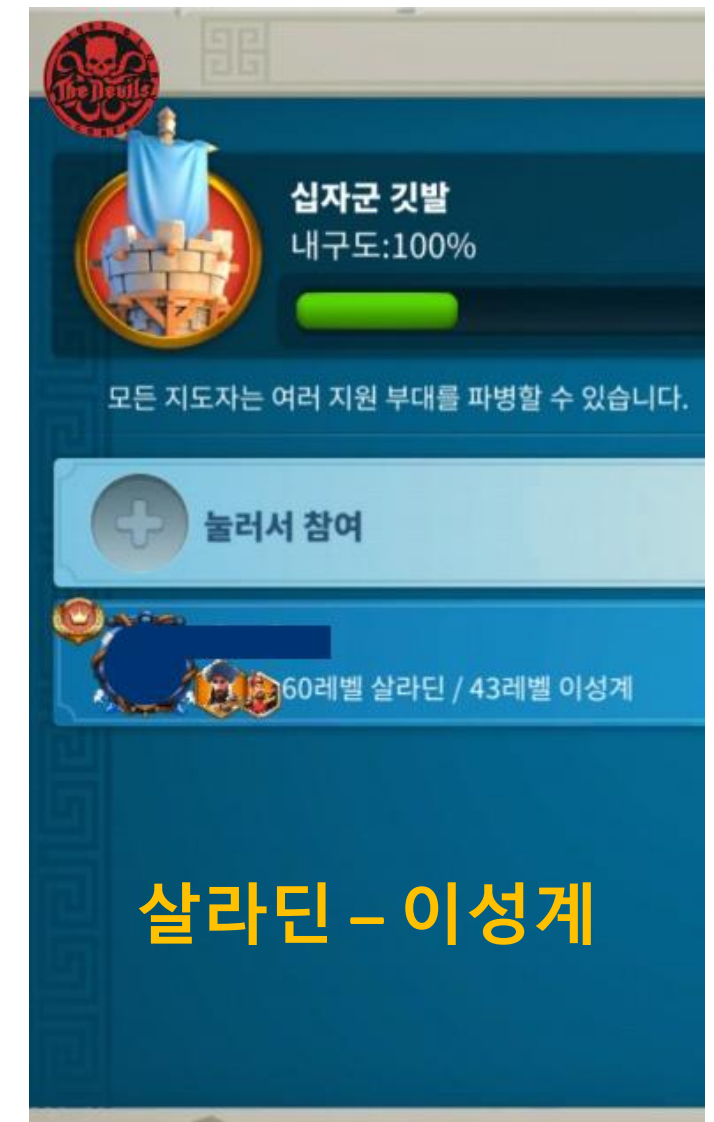 The Devils
CORPS
십자군 깃발
내구도:100%
모든 지도자는 여러 지원 부대를 파병할 수 있습니다.
눌러서 참여
60레벨 살라딘 / 43레벨 이성계
살라딘 – 이성계